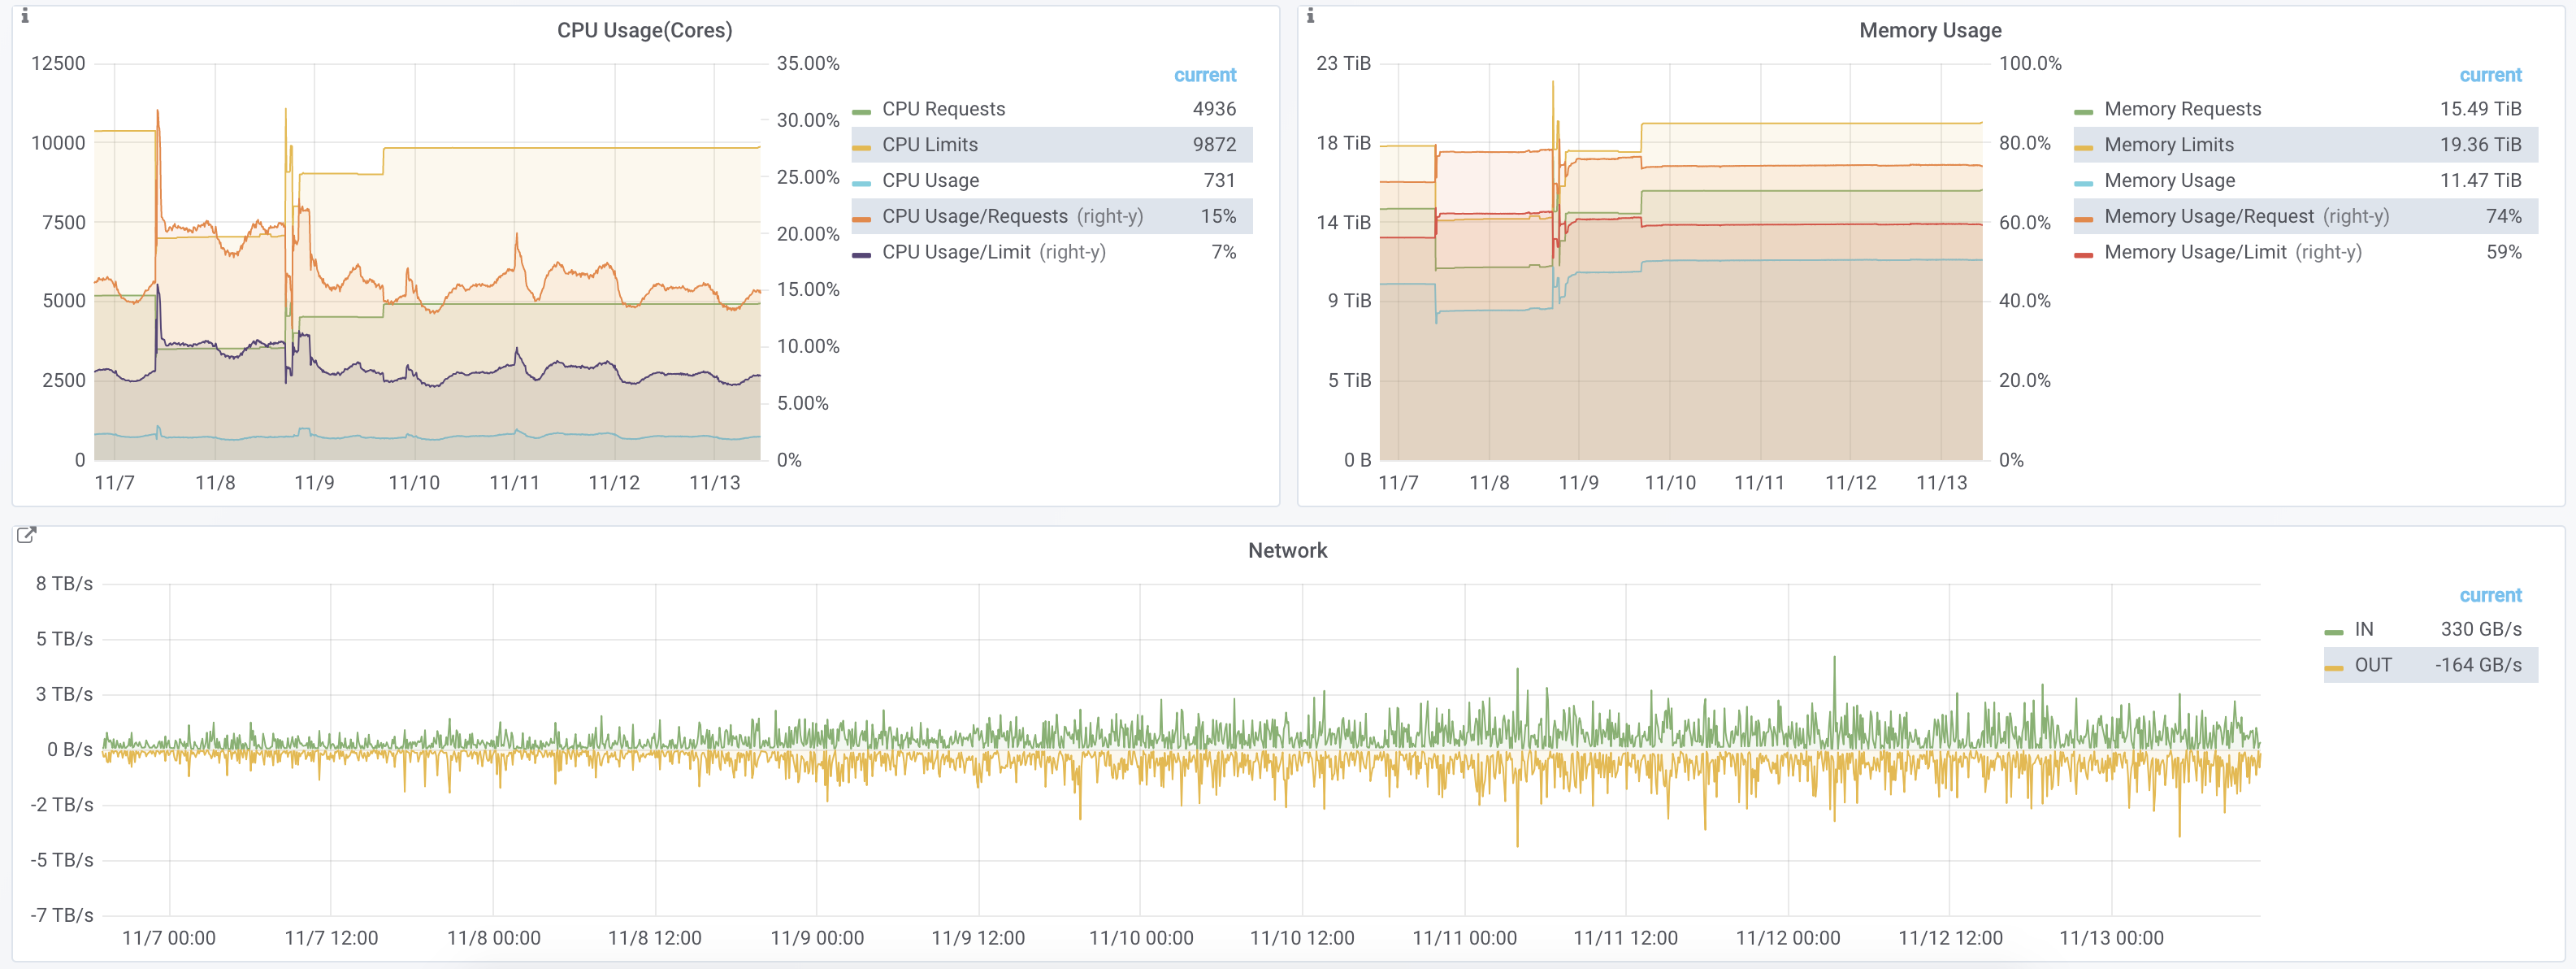 CPU Usage(Cores)
12500
10000
7500
5000
2500
0
35.00%
30.00%
25.00%
20.00%
15.00%
10.00%
5.00%
0%
11/7 11/8 11/9 11/10 11/11 11/12 11/13
current
CPU Requests 4936
CPU Limits 9872
CPU Usage 731
CPU Usage/Requests (right-y) 15%
CPU Usage/Limit (right-y) 7%
Memory Usage
23 TiB
18 TiB
14 TiB
9 TiB
5 TiB
0 B
100.0%
80.0%
60.0%
40.0%
20.0%
0%
11/7 11/8 11/9 11/10 11/11 11/12 11/13
current
Memory Requests 15.49 TiB
Memory Limits 19.36 TiB
Memory Usage 11.47 TiB
Memory Usage/Request (right-y) 74%
Memory Usage/Limit (right-y) 59%
Network
8 TB/s
5 TB/s
3 TB/s
0 B/s
-2 TB/s
-5 TB/s
-7 TB/s
11/7 00:00 11/7 12:00 11/8 00:00 11/8 12:00 11/9 00:00 11/9 12:00 11/10 00:00 11/10 12:00 11/11 00:00 11/11 12:00 11/12 00:00 11/12 12:00 11/13 00:00
current
IN 330 GB/s
OUT -164 GB/s